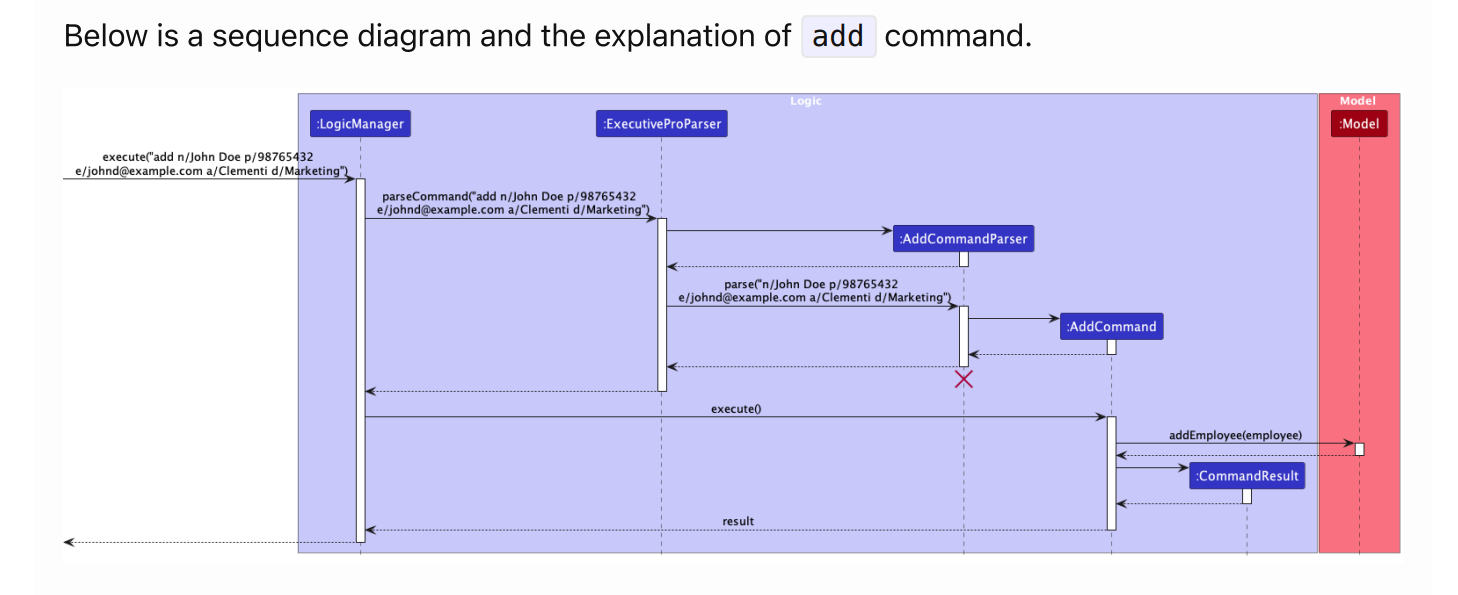 Below is a sequence diagram and the explanation of add command.
Logic
Model
:LogicManager
:ExecutiveProParser
:Model
execute("add n/John Doe p/98765432
e/johnd@example.com a/Clementi d/Marketing")
parseCommand("add n/John Doe p/98765432
e/johnd@example.com a/Clementi d/Marketing")
:AddCommandParser
parse("n/John Doe p/98765432
e/johnd@example.com a/Clementi d/Marketing")
:AddCommand
execute()
addEmployee(employee)
:CommandResult
result